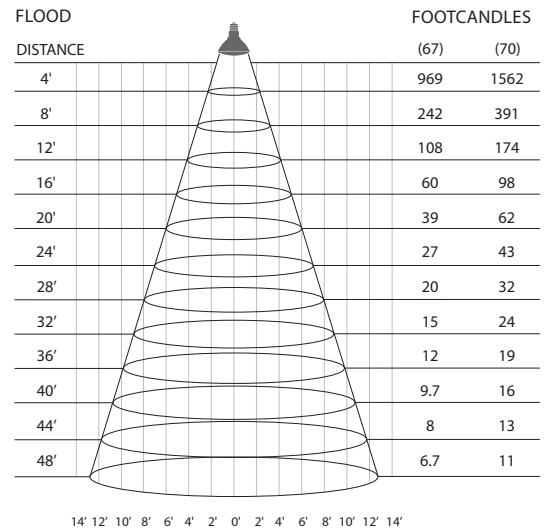 FLOOD FOOTCANDLES
DISTANCE (67) (70)
4' 969 1562
8' 242 391
12' 108 174
16' 60 98
20' 39 62
24' 27 43
28′ 20 32
32′ 15 24
36′ 12 19
40′ 9.7 16
44′ 8 13
48′ 6.7 11
14′ 12′ 10′ 8′ 6′ 4′ 2′ 0′ 2′ 4′ 6′ 8′ 10′ 12′ 14′